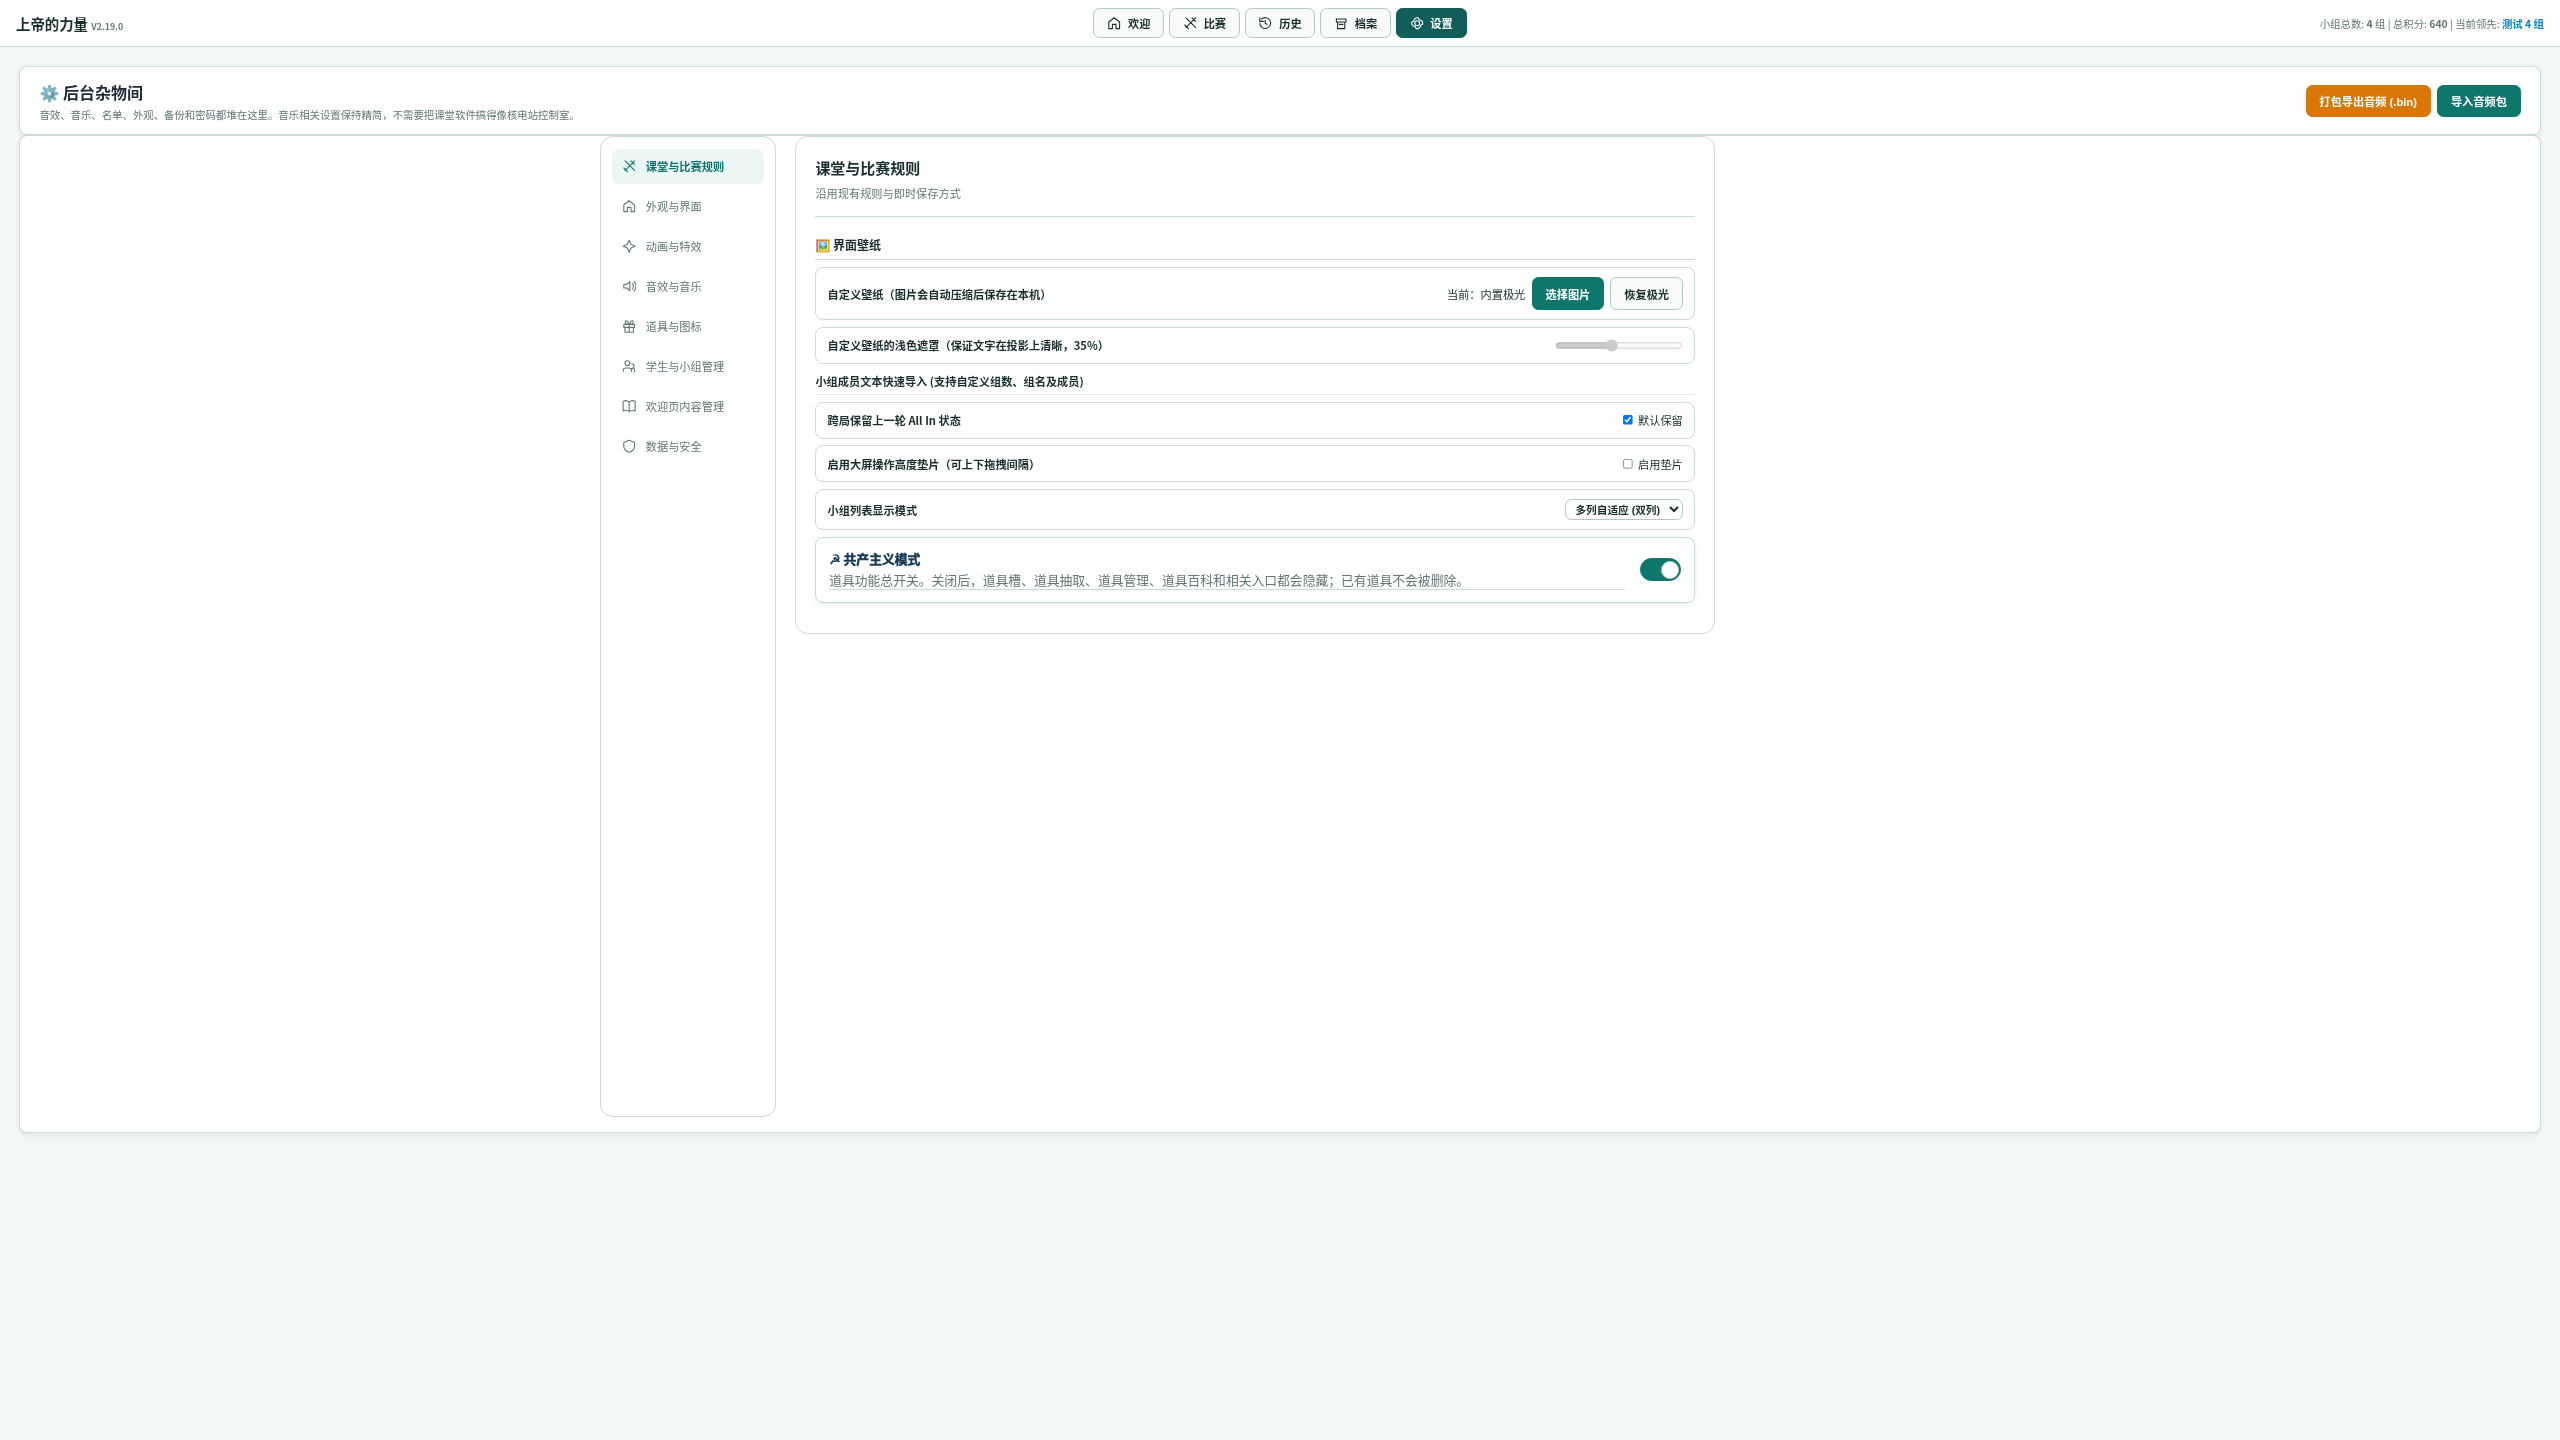 上帝的力量 V2.19.0
欢迎
比赛
历史
档案
设置
小组总数: 4 组 | 总积分: 640 | 当前领先: 测试 4 组
后台杂物间
音效、音乐、名单、外观、备份和密码都堆在这里。音乐相关设置保持精简，不需要把课堂软件搞得像核电站控制室。
打包导出音频 (.bin)
导入音频包
课堂与比赛规则
外观与界面
动画与特效
音效与音乐
道具与图标
学生与小组管理
欢迎页内容管理
数据与安全
课堂与比赛规则
沿用现有规则与即时保存方式
界面壁纸
自定义壁纸（图片会自动压缩后保存在本机）
当前：内置极光
选择图片
恢复极光
自定义壁纸的浅色遮罩（保证文字在投影上清晰，35%）
小组成员文本快速导入 (支持自定义组数、组名及成员)
跨局保留上一轮 All In 状态
默认保留
启用大屏操作高度垫片（可上下拖拽间隔）
启用垫片
小组列表显示模式
多列自适应 (双列)
☭ 共产主义模式
道具功能总开关。关闭后，道具槽、道具抽取、道具管理、道具百科和相关入口都会隐藏；已有道具不会被删除。